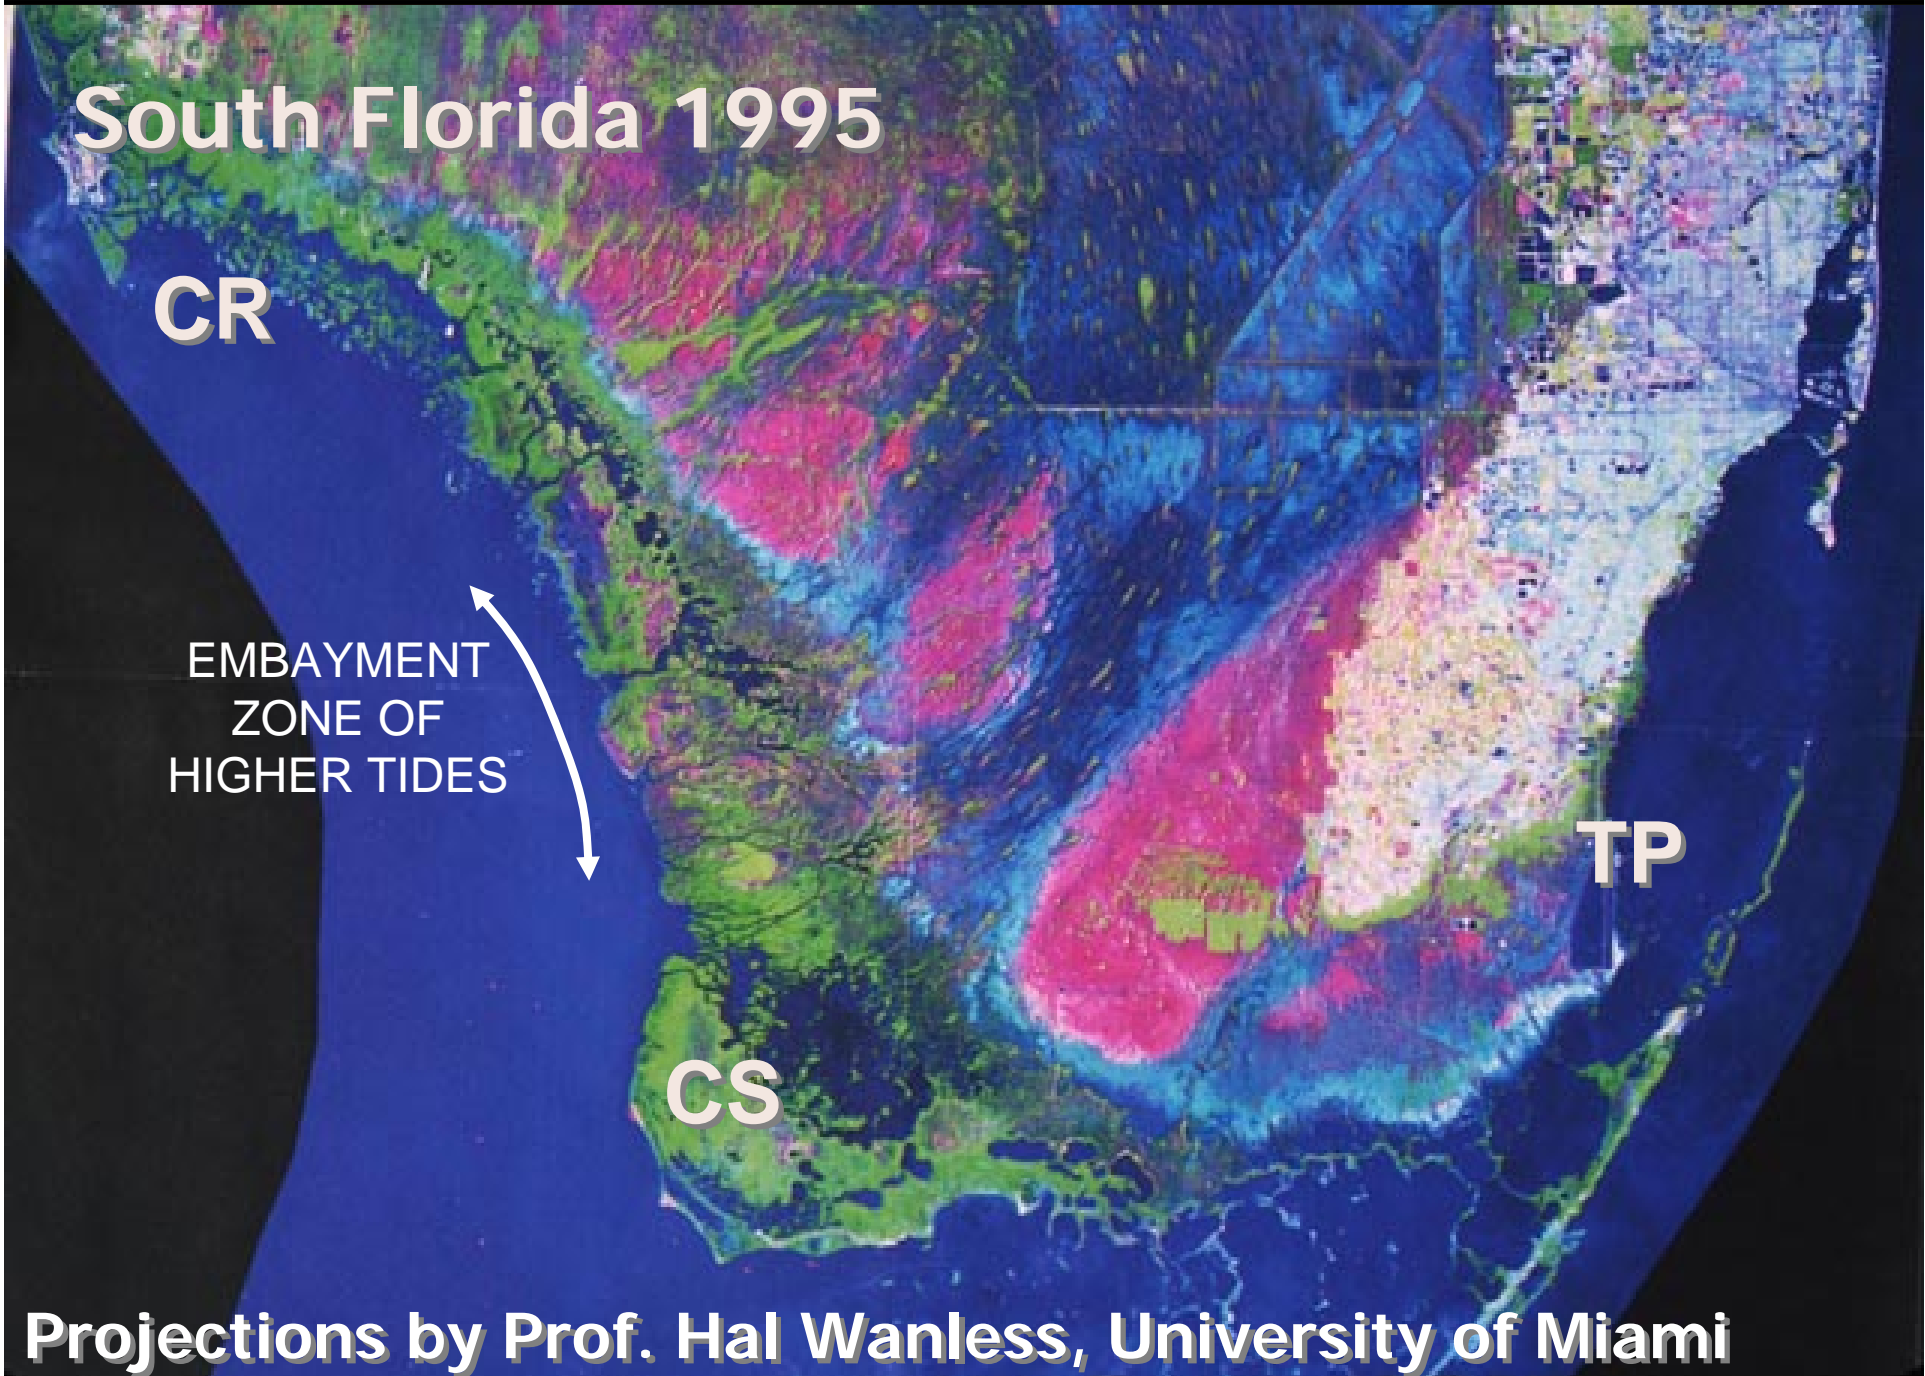 South Florida 1995
CR
EMBAYMENT
ZONE OF
HIGHER TIDES
TP
CS
Projections by Prof. Hal Wanless, University of Miami